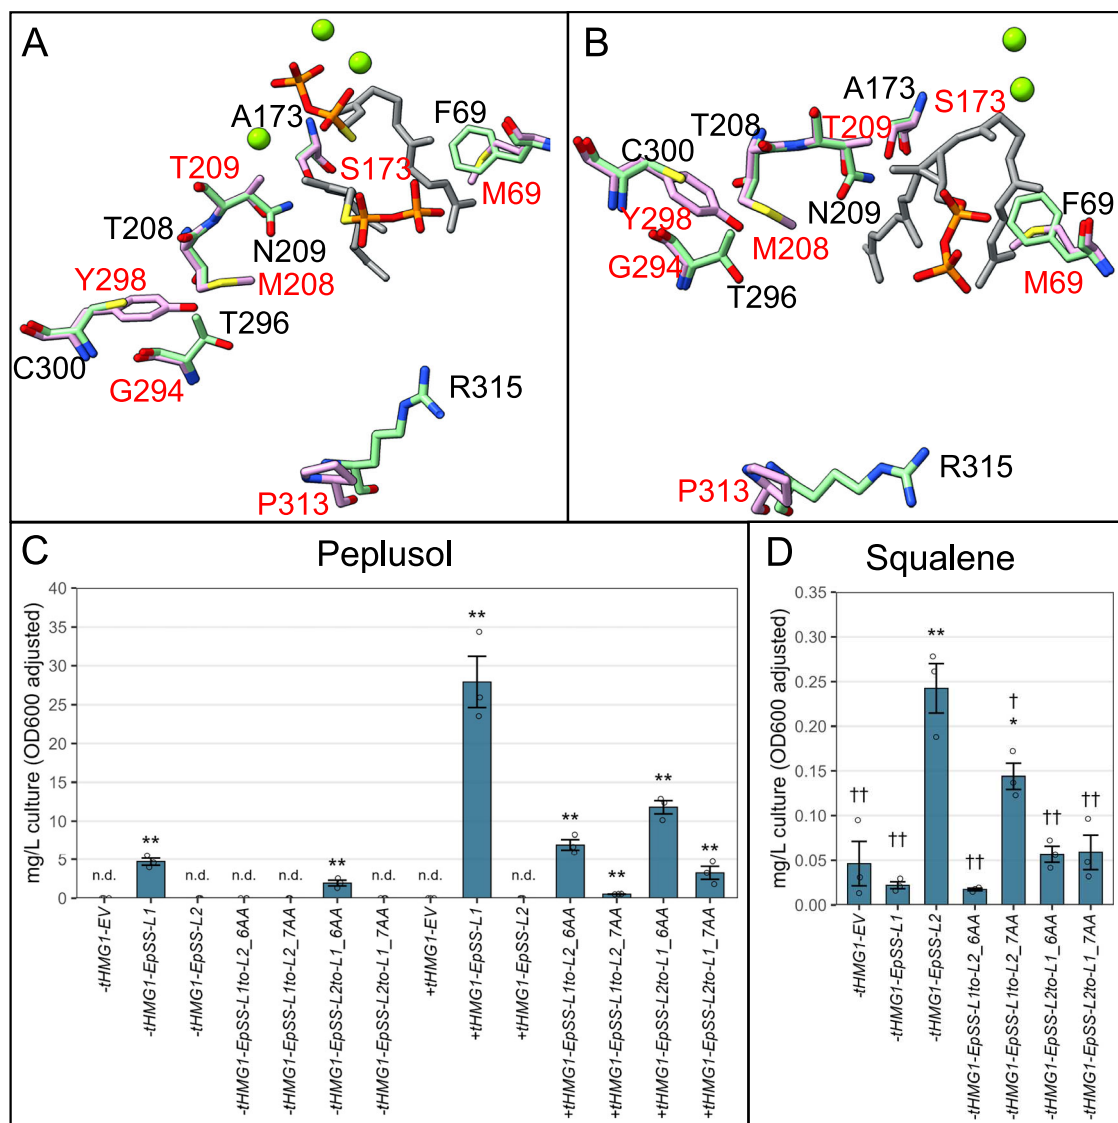 A
A173
F69
T209
S173
M69
T208
N209
Y298
M208
T296
C300
G294
R315
P313
B
A173
S173
T208
T209
C300
F69
Y298
N209
M208
G294
M69
T296
R315
P313
C
Peplusol
mg/L culture (OD600 adjusted)
40
35
30
25
20
15
10
5
0
n.d.
**
n.d.
n.d.
n.d.
**
n.d.
n.d.
**
n.d.
**
**
**
**
-tHMG1-EV
-tHMG1-EpSS-L1
-tHMG1-EpSS-L2
-tHMG1-EpSS-L1to-L2_6AA
-tHMG1-EpSS-L1to-L2_7AA
-tHMG1-EpSS-L2to-L1_6AA
-tHMG1-EpSS-L2to-L1_7AA
+tHMG1-EV
+tHMG1-EpSS-L1
+tHMG1-EpSS-L2
+tHMG1-EpSS-L1to-L2_6AA
+tHMG1-EpSS-L1to-L2_7AA
+tHMG1-EpSS-L2to-L1_6AA
+tHMG1-EpSS-L2to-L1_7AA
D
Squalene
mg/L culture (OD600 adjusted)
0.35
0.30
0.25
0.20
0.15
0.10
0.05
0.00
††
††
**
††
†
*
††
††
-tHMG1-EV
-tHMG1-EpSS-L1
-tHMG1-EpSS-L2
-tHMG1-EpSS-L1to-L2_6AA
-tHMG1-EpSS-L1to-L2_7AA
-tHMG1-EpSS-L2to-L1_6AA
-tHMG1-EpSS-L2to-L1_7AA